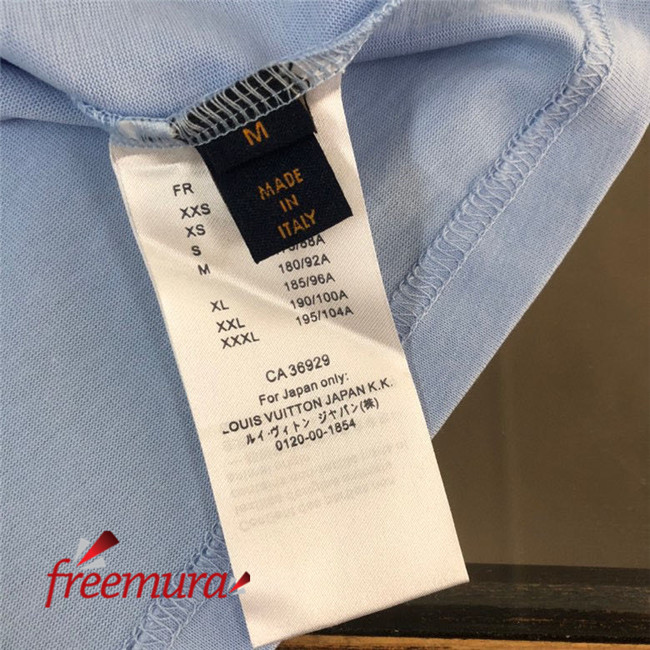 M
MADE
IN
ITALY
FR
XXS
XS
S
M 180/92A
185/96A
XL 190/100A
XXL 195/104A
XXXL
CA 36929
For Japan only:
LOUIS VUITTON JAPAN K.K.
ルイ・ヴィトン ジャパン(株)
0120-00-1854
freemura